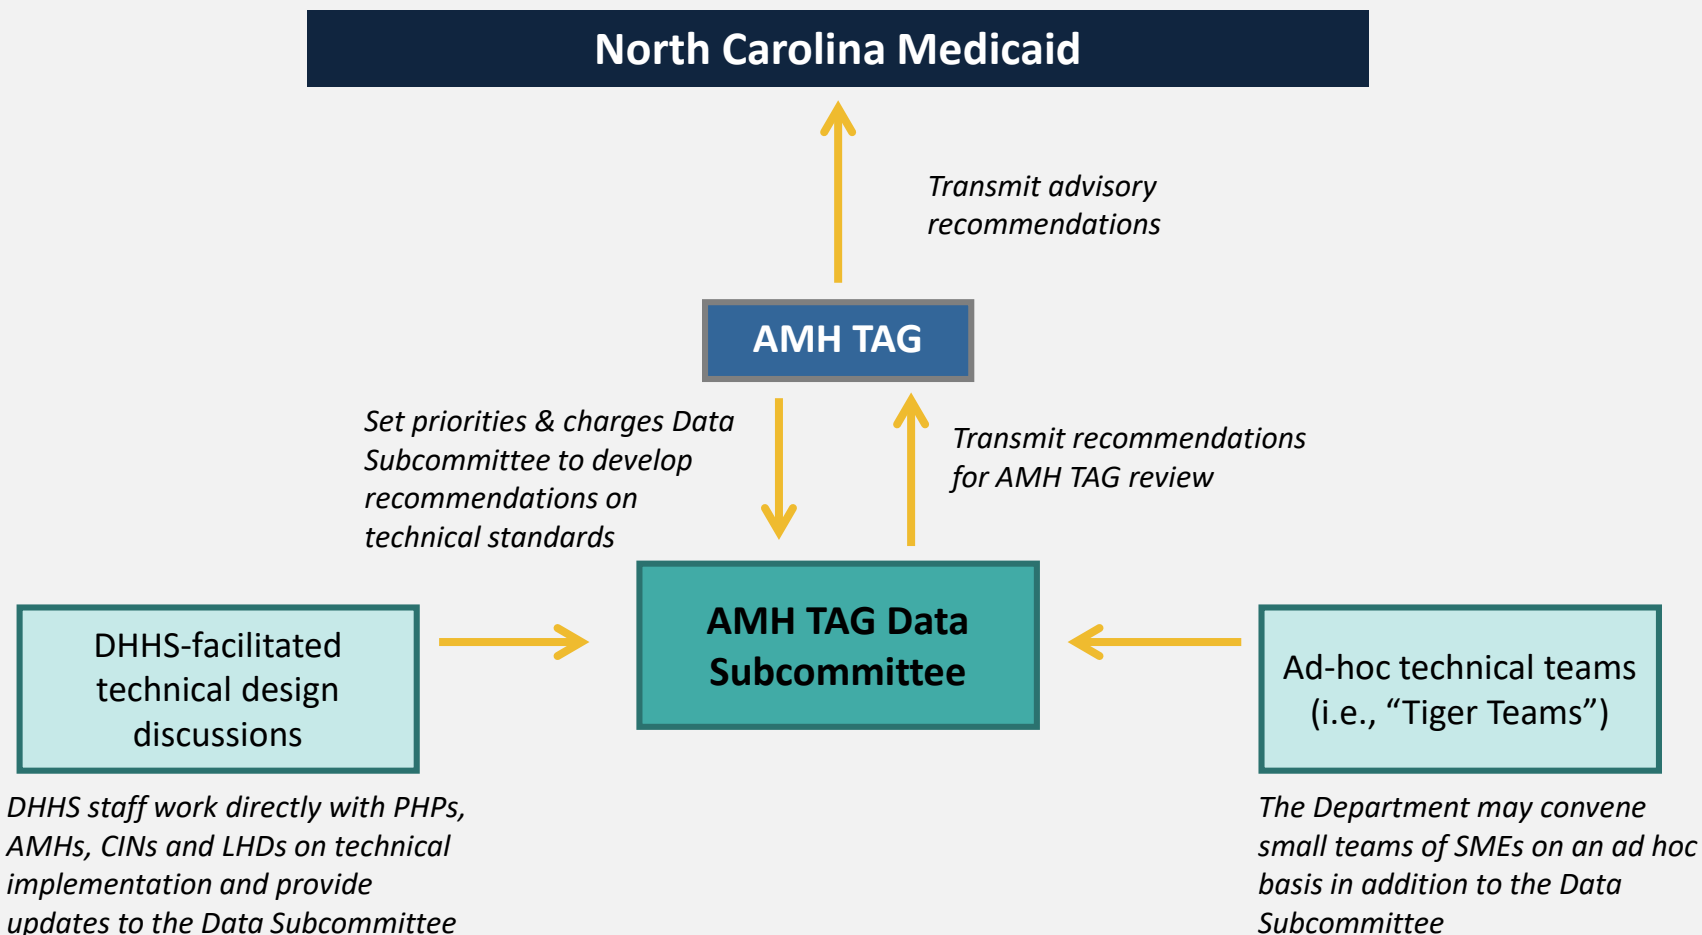 North Carolina Medicaid
Transmit advisory
recommendations
AMH TAG
Set priorities & charges Data
Subcommittee to develop
recommendations on
technical standards
Transmit recommendations
for AMH TAG review
AMH TAG Data
Subcommittee
DHHS-facilitated
technical design
discussions
Ad-hoc technical teams
(i.e., “Tiger Teams”)
DHHS staff work directly with PHPs,
AMHs, CINs and LHDs on technical
implementation and provide
updates to the Data Subcommittee
The Department may convene
small teams of SMEs on an ad hoc
basis in addition to the Data
Subcommittee